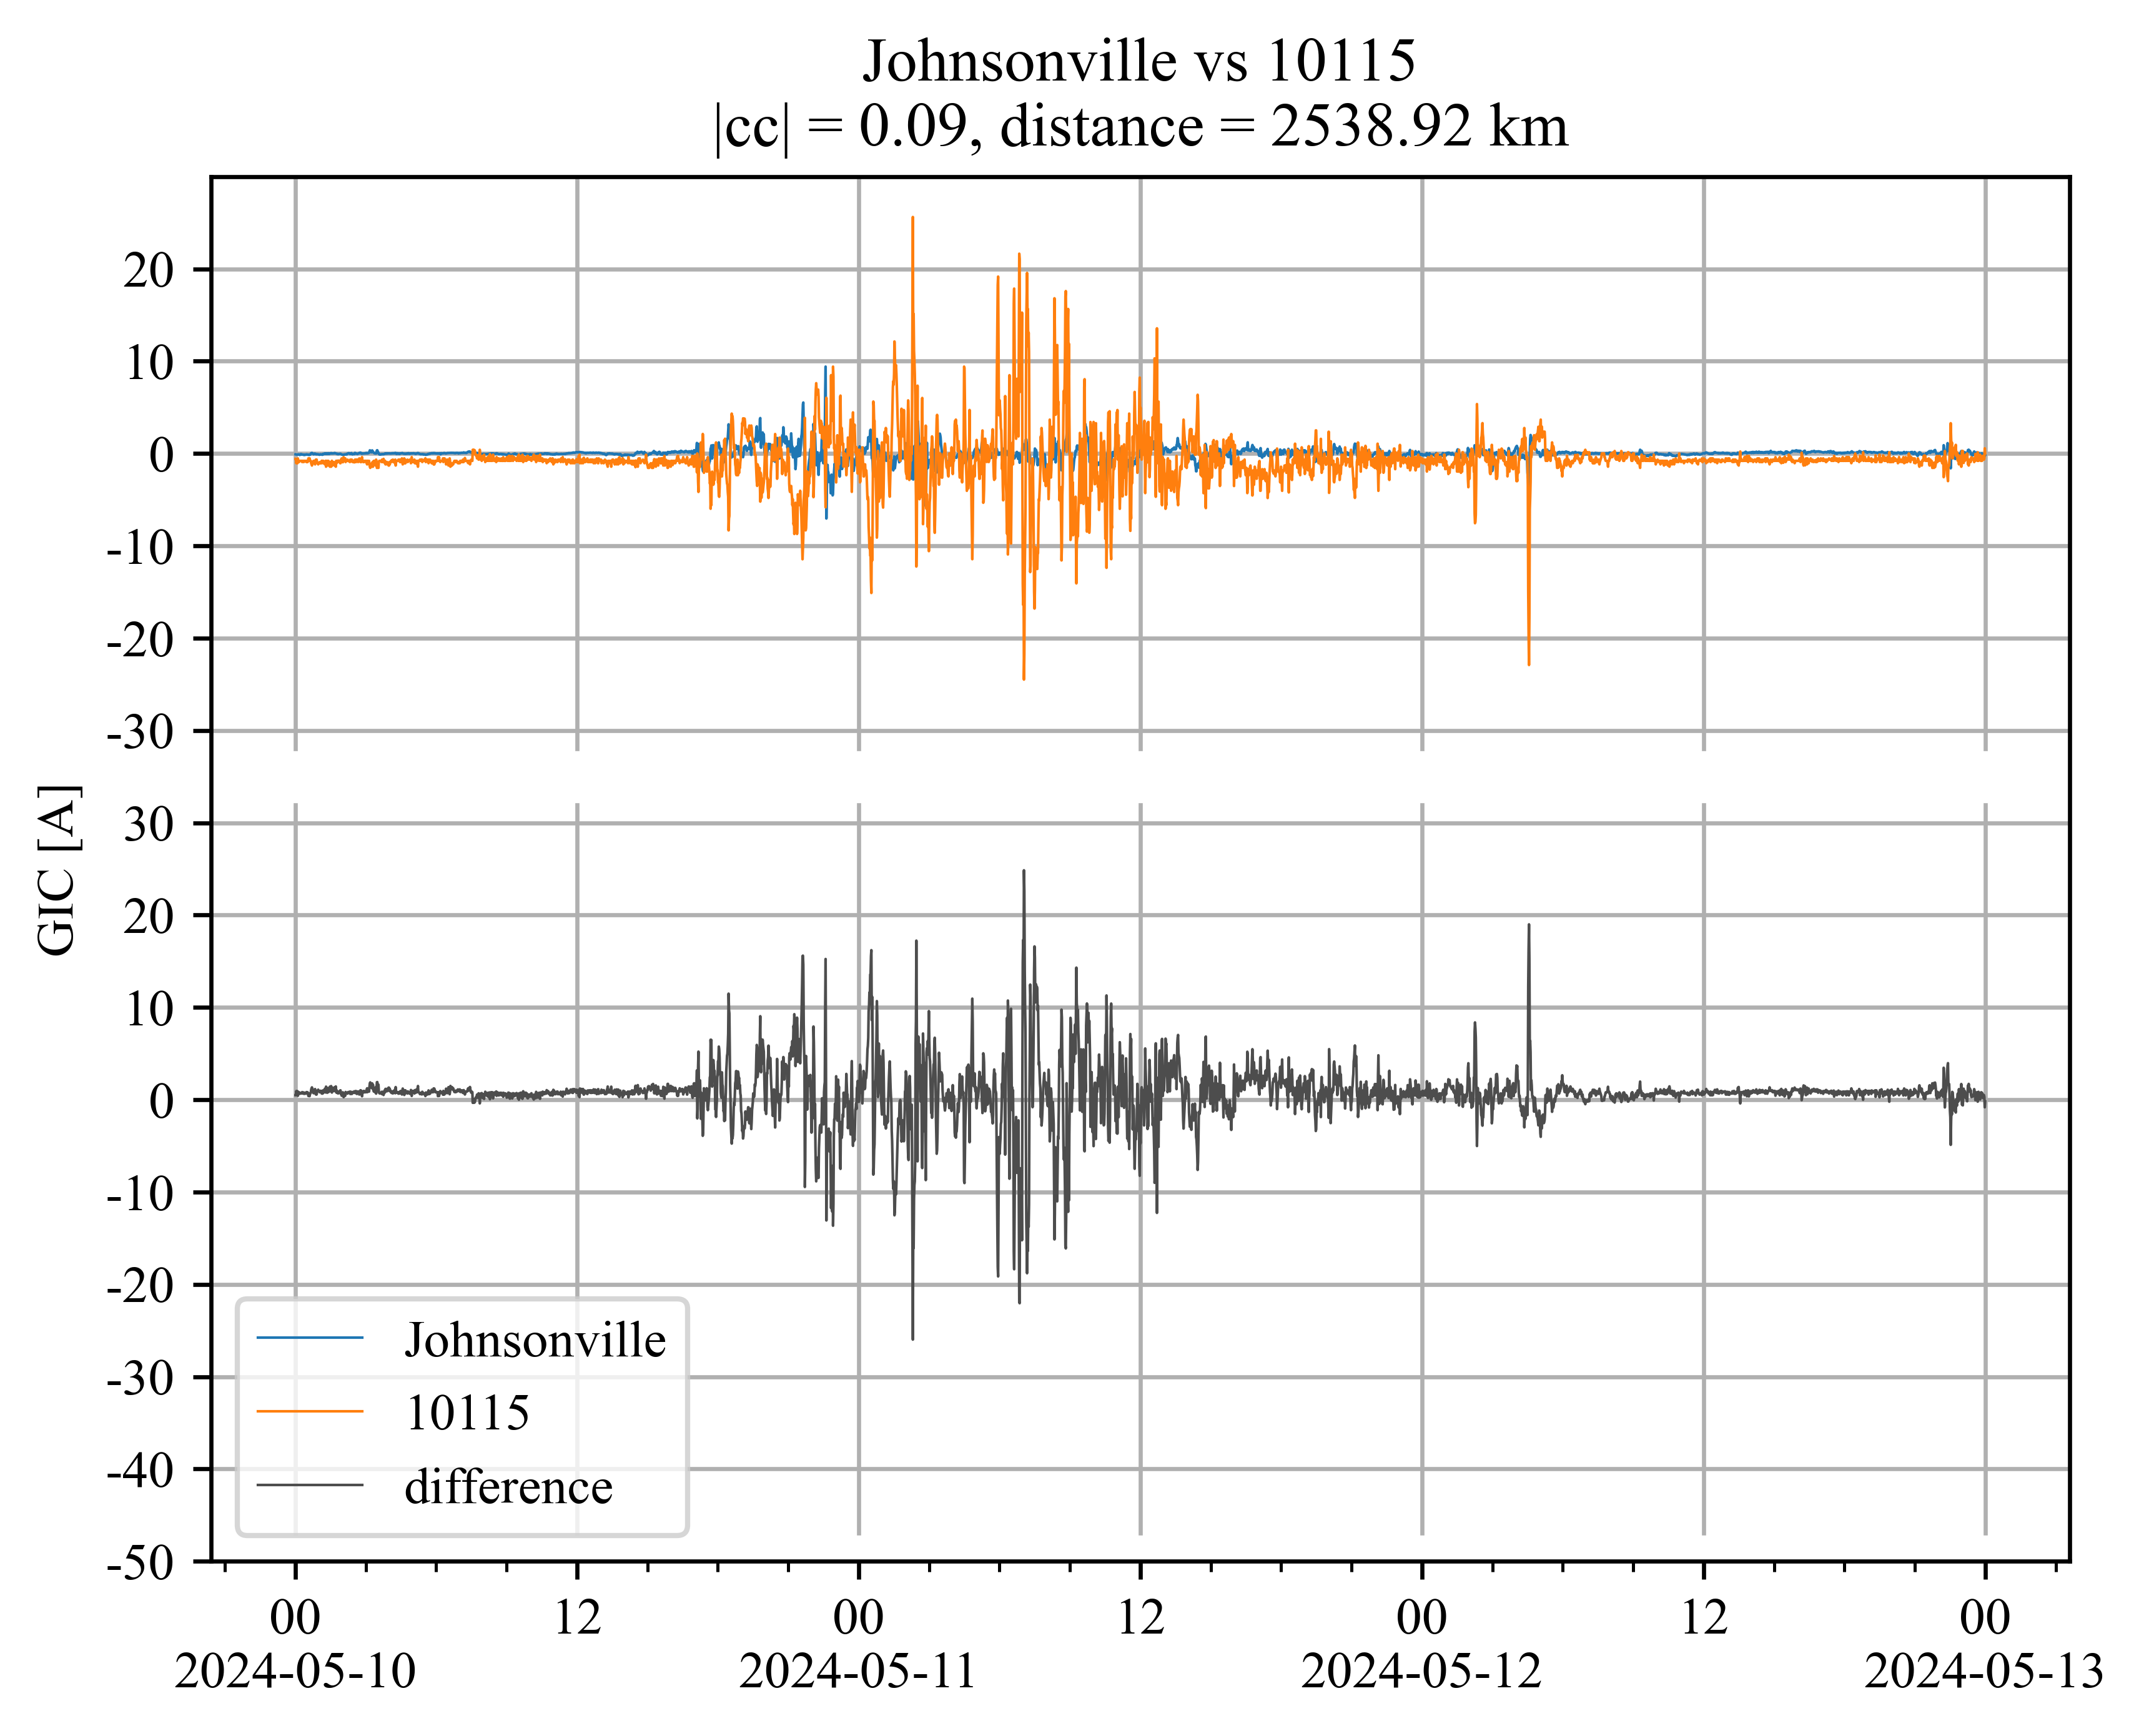 Johnsonville vs 10115
|cc| = 0.09, distance = 2538.92 km
20
10
0
-10
-20
-30
GIC [A]
30
20
10
0
-10
-20
-30
-40
-50
Johnsonville
10115
difference
00 12 00 12 00 12 00
2024-05-10 2024-05-11 2024-05-12 2024-05-13